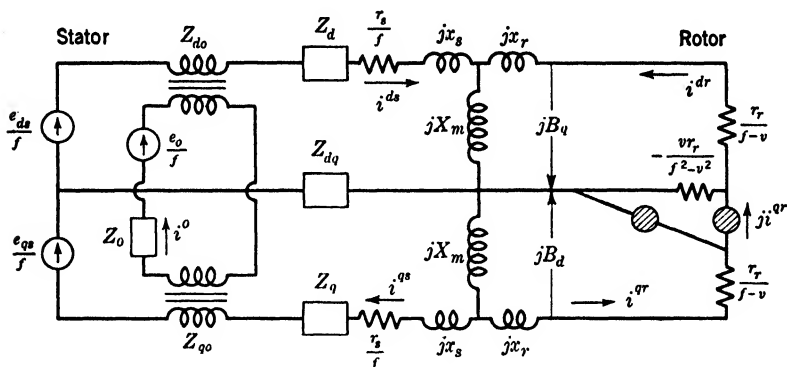 Stator
Z_do
Z_d
r_s/f
jx_s
jx_r
Rotor
i^ds
i^dr
e_ds/f
e_o/f
jX_m
jB_q
r_r/f-v
Z_dq
-vr_r/f²-v²
e_qs/f
Z_o
i^o
jX_m
jB_d
ji^qr
Z_q
i^qs
i^qr
r_r/f-v
Z_qo
r_s/f
jx_s
jx_r